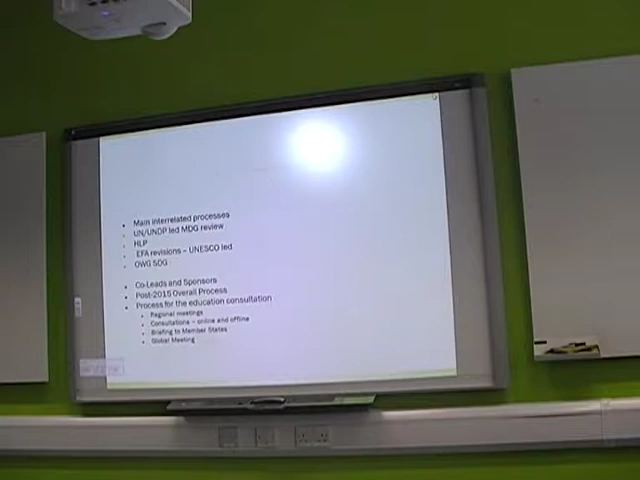 Main interrelated processes
UN/UNDP led MDG review
HLP
EFA revisions – UNESCO led
OWG SDG
Co-Leads and Sponsors
Post-2015 Overall Process
Process for the education consultation
Regional meetings
Consultations – online and offline
Briefing to Member States
Global Meeting